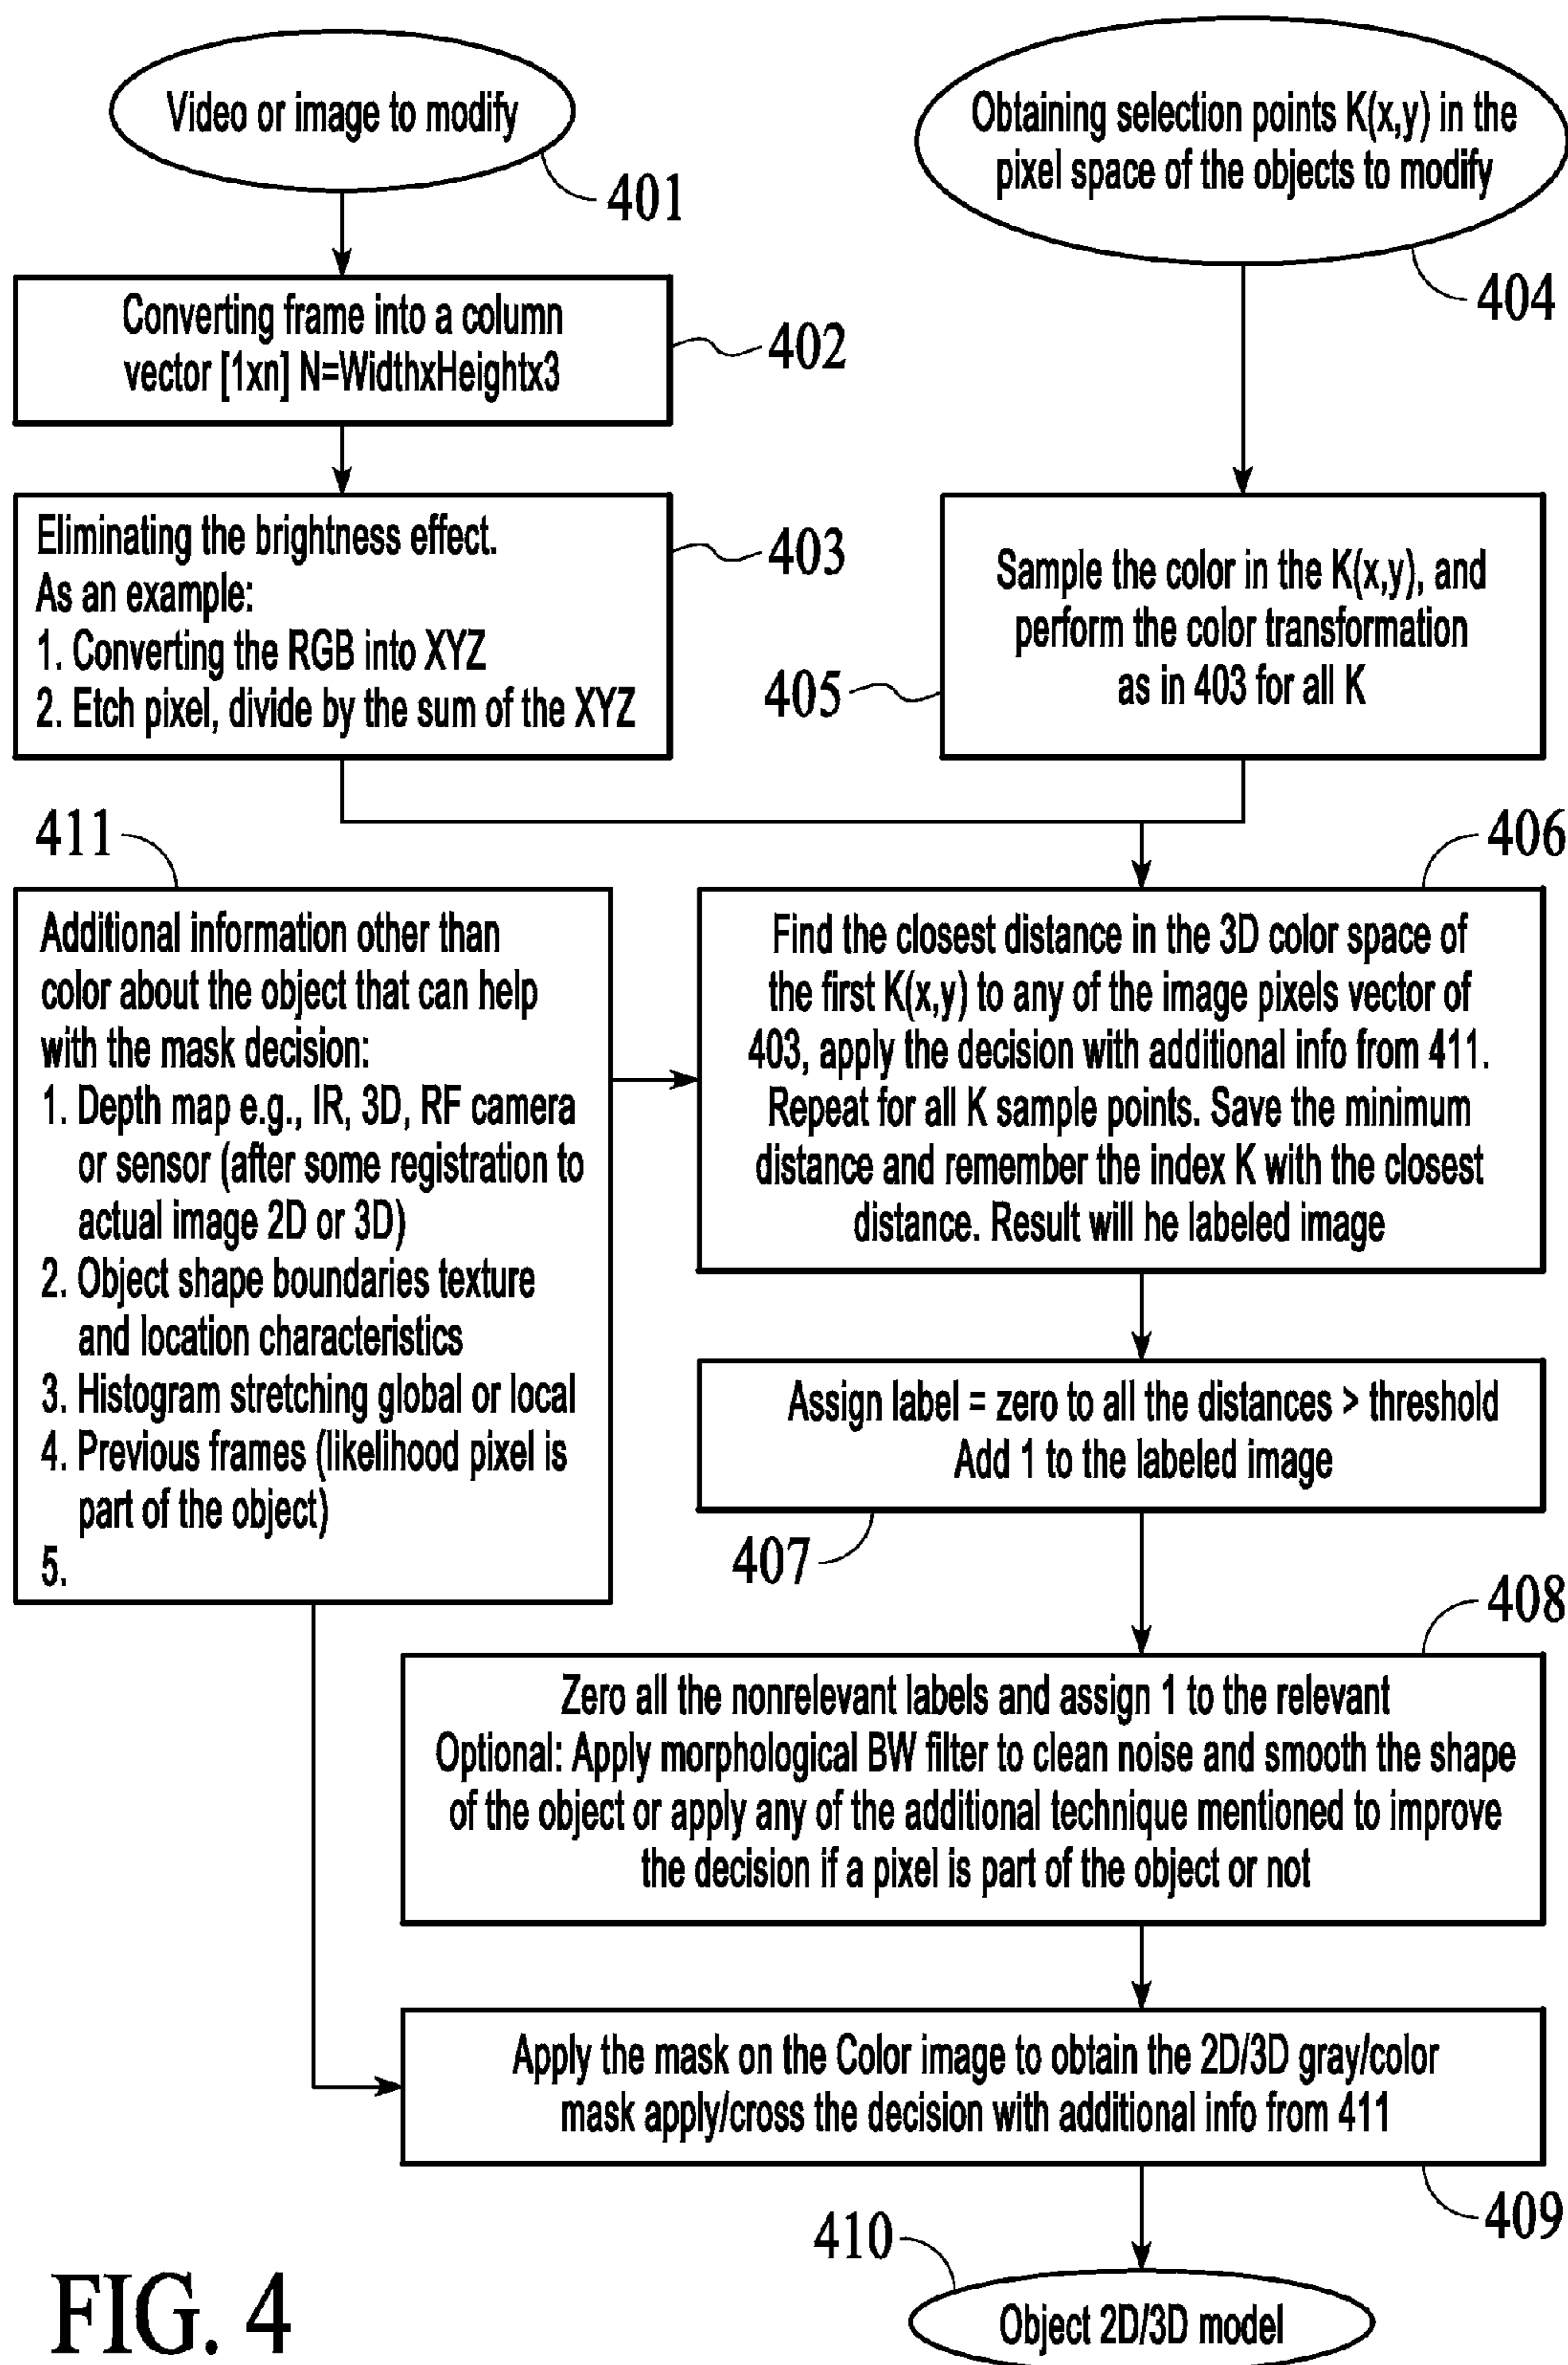 Video or image to modify
401
Converting frame into a column
vector [1xn] N=WidthxHeightx3
402
Eliminating the brightness effect.
As an example:
1. Converting the RGB into XYZ
2. Etch pixel, divide by the sum of the XYZ
403
Obtaining selection points K(x,y) in the
pixel space of the objects to modify
404
Sample the color in the K(x,y), and
perform the color transformation
as in 403 for all K
405
411
Additional information other than
color about the object that can help
with the mask decision:
1. Depth map e.g., IR, 3D, RF camera
or sensor (after some registration to
actual image 2D or 3D)
2. Object shape boundaries texture
and location characteristics
3. Histogram stretching global or local
4. Previous frames (likelihood pixel is
part of the object)
5.
406
Find the closest distance in the 3D color space of
the first K(x,y) to any of the image pixels vector of
403, apply the decision with additional info from 411.
Repeat for all K sample points. Save the minimum
distance and remember the index K with the closest
distance. Result will he labeled image
Assign label = zero to all the distances > threshold
Add 1 to the labeled image
407
408
Zero all the nonrelevant labels and assign 1 to the relevant
Optional: Apply morphological BW filter to clean noise and smooth the shape
of the object or apply any of the additional technique mentioned to improve
the decision if a pixel is part of the object or not
Apply the mask on the Color image to obtain the 2D/3D gray/color
mask apply/cross the decision with additional info from 411
409
410
Object 2D/3D model
FIG. 4